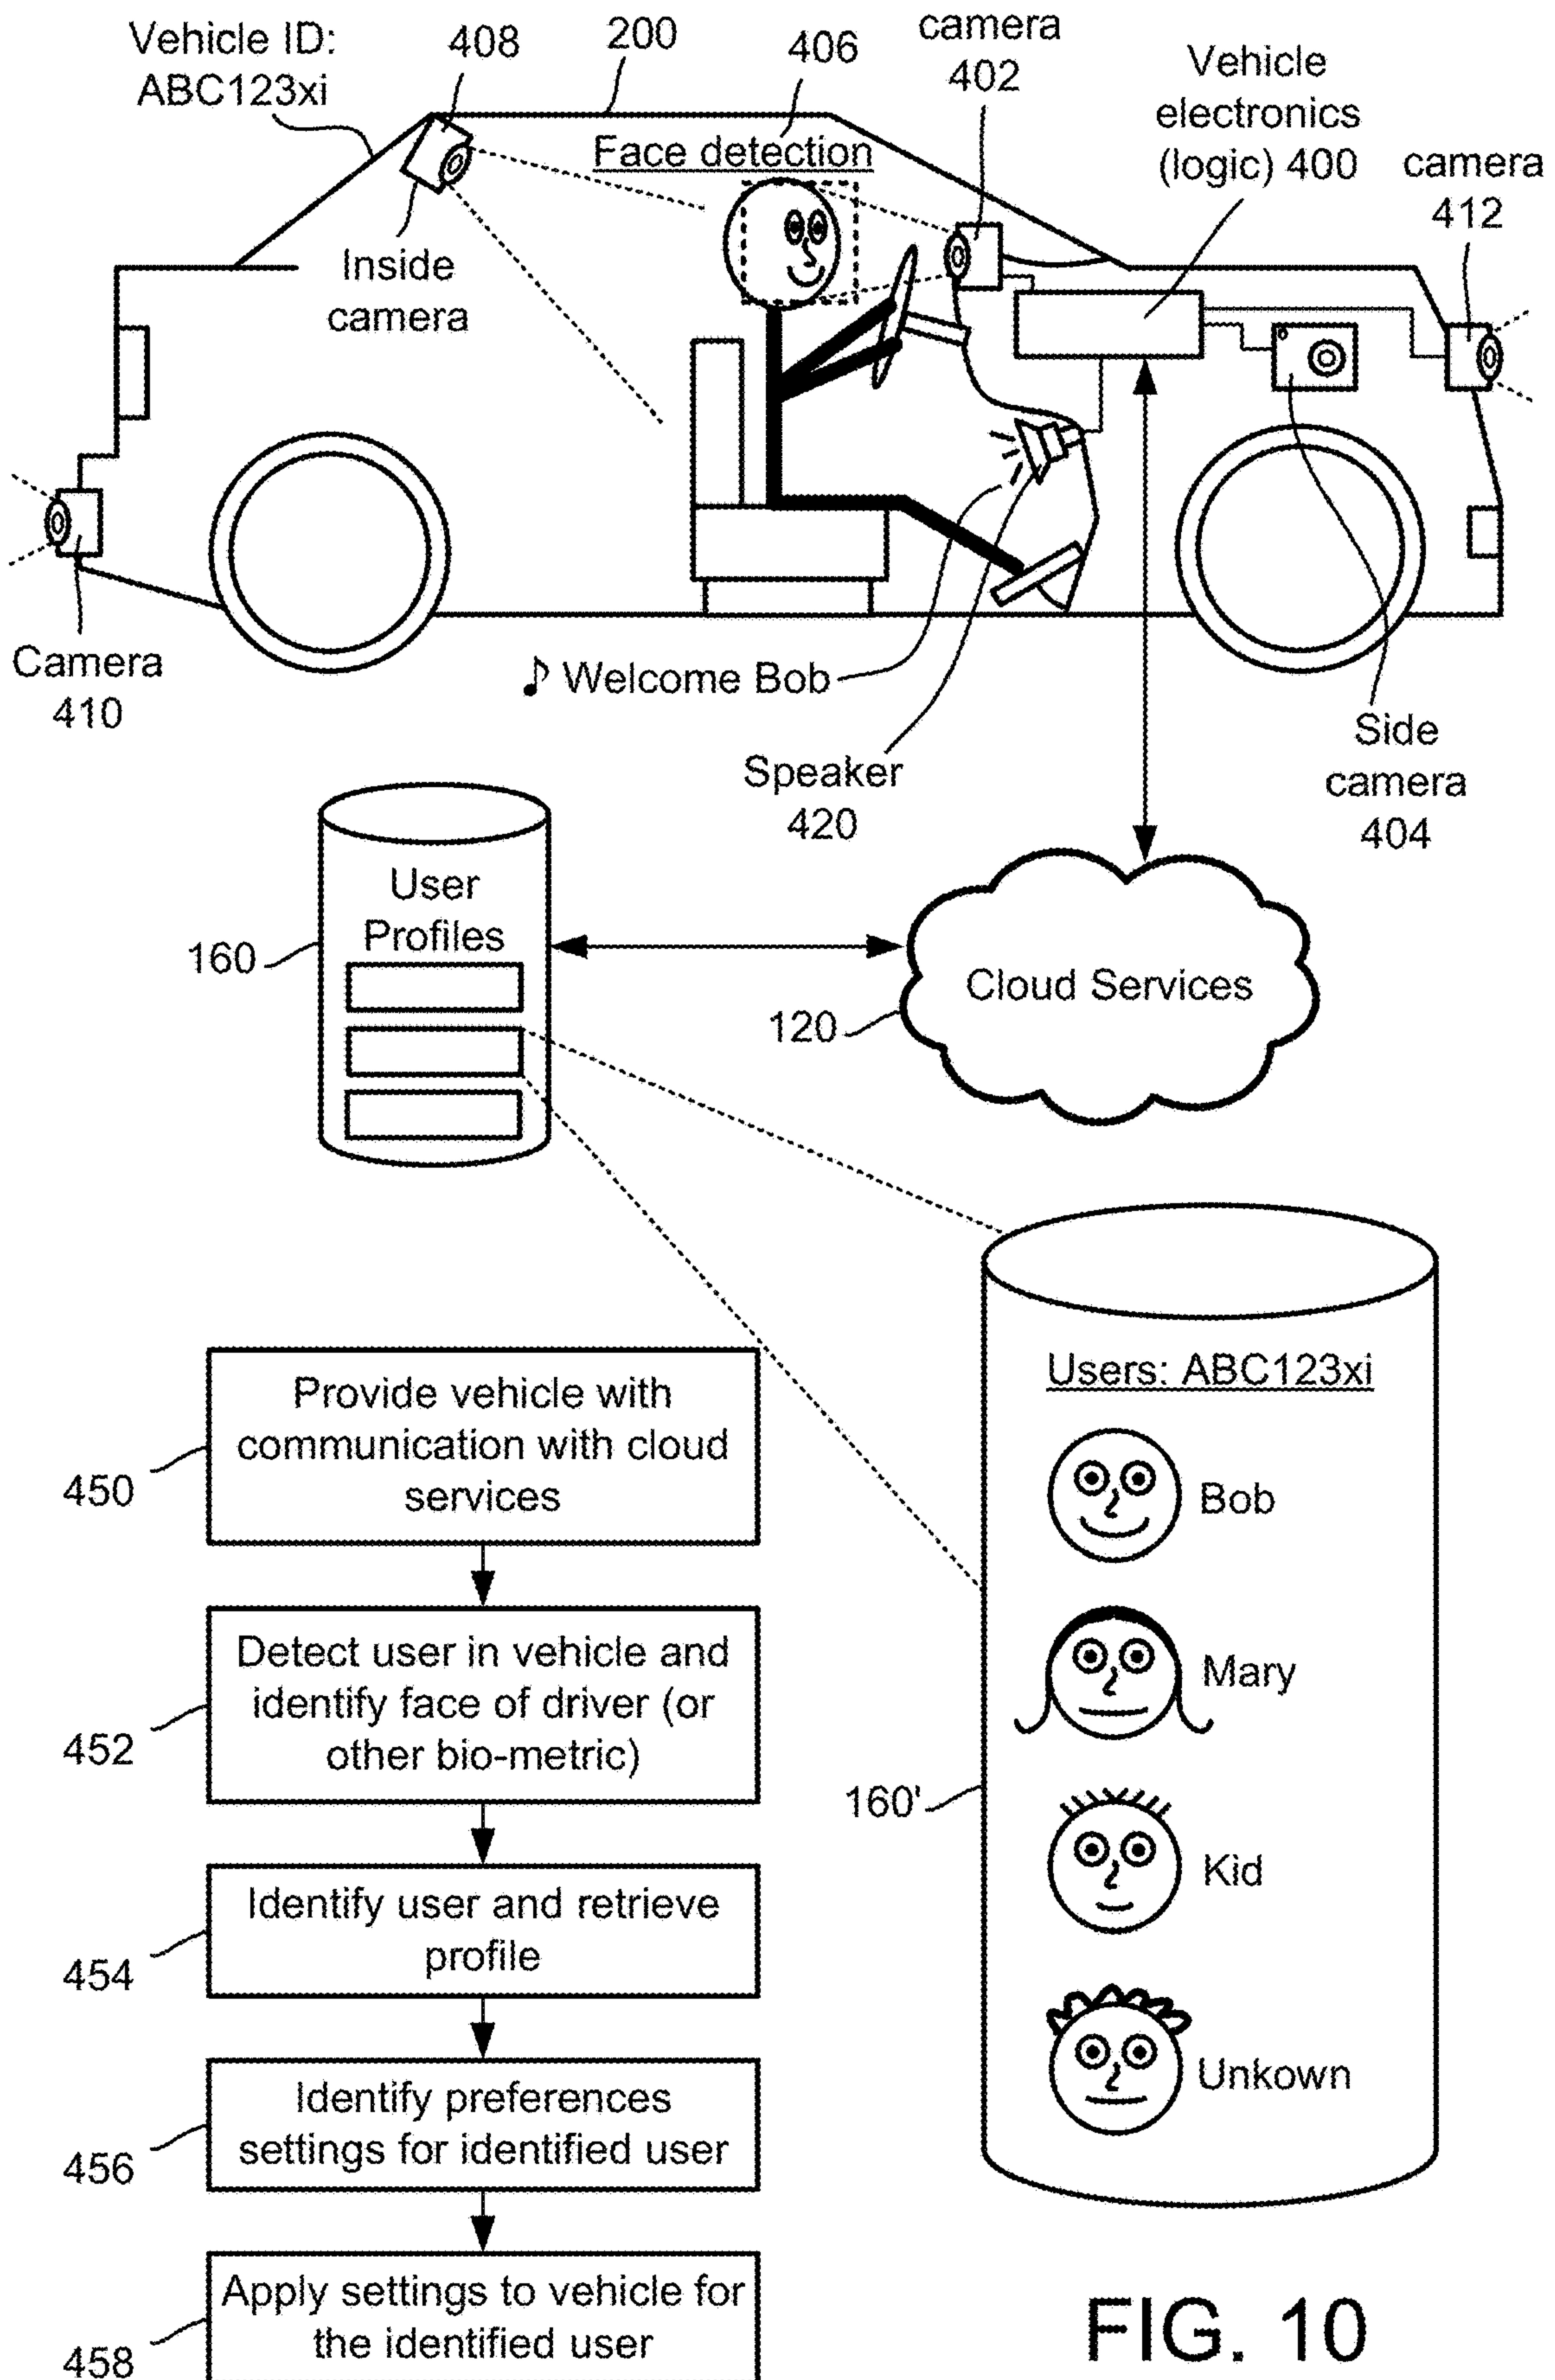 Vehicle ID:
ABC123xi
408
200
406
camera
402
Vehicle
electronics
(logic) 400
camera
412
Face detection
Inside
camera
Camera
410
♪ Welcome Bob
Speaker
420
Side
camera
404
User
Profiles
160
Cloud Services
120
Users: ABC123xi
Bob
Mary
Kid
Unkown
160'
Provide vehicle with
communication with cloud
services
450
Detect user in vehicle and
identify face of driver (or
other bio-metric)
452
Identify user and retrieve
profile
454
Identify preferences
settings for identified user
456
Apply settings to vehicle for
the identified user
458
FIG. 10